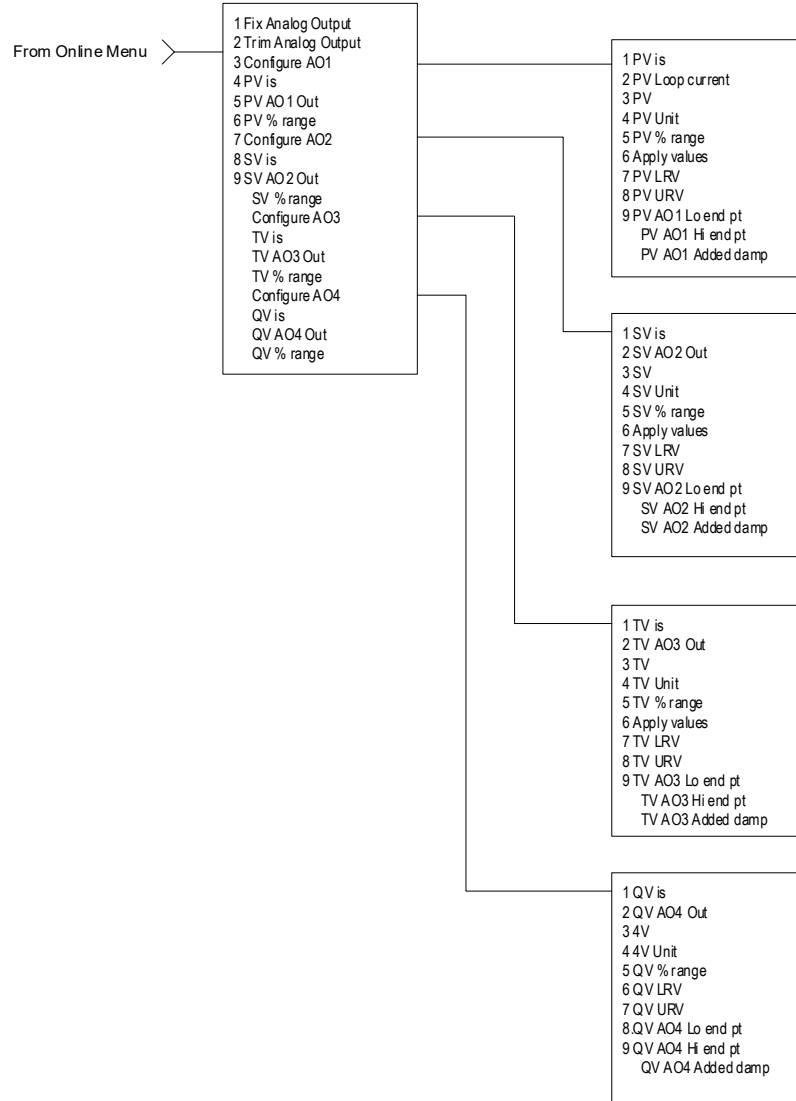 From Online Menu
1 Fix Analog Output
2 Trim Analog Output
3 Configure AO1
4 PV is
5 PV AO1 Out
6 PV % range
7 Configure AO2
8 SV is
9 SV AO2 Out
SV % range
Configure AO3
TV is
TV AO3 Out
TV % range
Configure AO4
QV is
QV AO4 Out
QV % range
1 PV is
2 PV Loop current
3 PV
4 PV Unit
5 PV % range
6 Apply values
7 PV LRV
8 PV URV
9 PV AO1 Lo end pt
PV AO1 Hi end pt
PV AO1 Added damp
1 SV is
2 SV AO2 Out
3 SV
4 SV Unit
5 SV % range
6 Apply values
7 SV LRV
8 SV URV
9 SV AO2 Lo end pt
SV AO2 Hi end pt
SV AO2 Added damp
1 TV is
2 TV AO3 Out
3 TV
4 TV Unit
5 TV % range
6 Apply values
7 TV LRV
8 TV URV
9 TV AO3 Lo end pt
TV AO3 Hi end pt
TV AO3 Added damp
1 QV is
2 QV AO4 Out
3 4V
4 4V Unit
5 QV % range
6 QV LRV
7 QV URV
8.QV AO4 Lo end pt
9 QV AO4 Hi end pt
QV AO4 Added damp